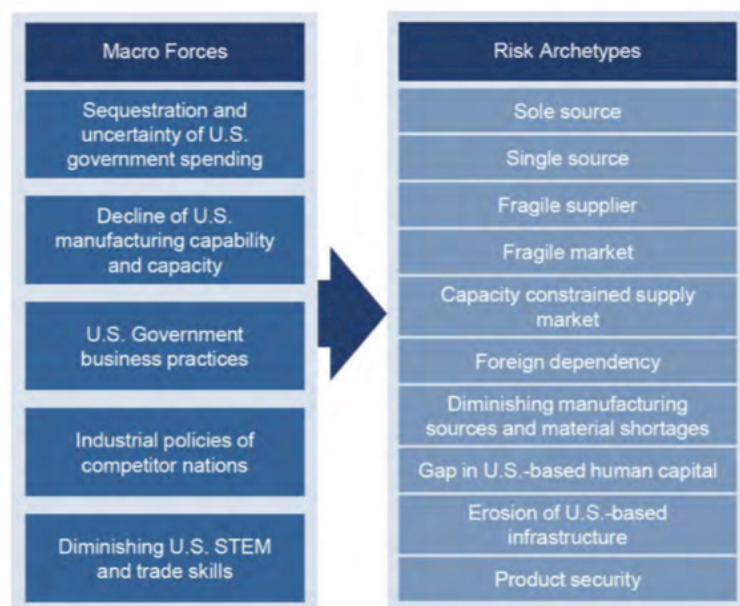 Macro Forces
Sequestration and
uncertainty of U.S.
government spending
Decline of U.S.
manufacturing capability
and capacity
U.S. Government
business practices
Industrial policies of
competitor nations
Diminishing U.S. STEM
and trade skills
Risk Archetypes
Sole source
Single source
Fragile supplier
Fragile market
Capacity constrained supply
market
Foreign dependency
Diminishing manufacturing
sources and material shortages
Gap in U.S.-based human capital
Erosion of U.S.-based
infrastructure
Product security